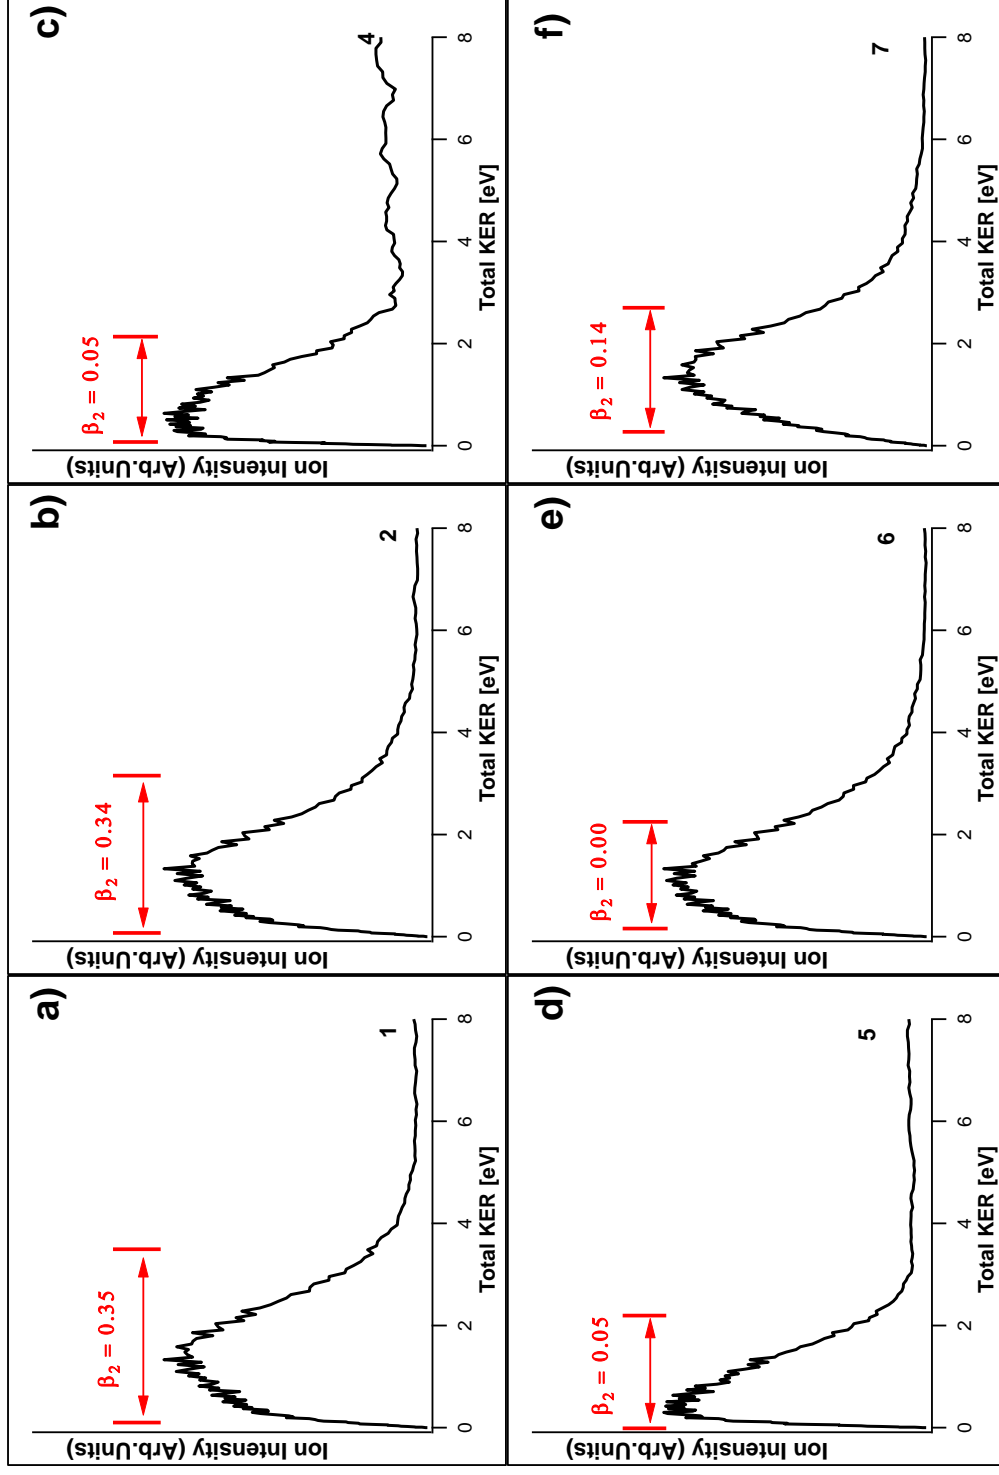 a)
β₂ = 0.35
1
Ion Intensity (Arb.Units)
0 2 4 6 8
Total KER [eV]
b)
β₂ = 0.34
2
Ion Intensity (Arb.Units)
0 2 4 6 8
Total KER [eV]
c)
β₂ = 0.05
4
Ion Intensity (Arb.Units)
0 2 4 6 8
Total KER [eV]
d)
β₂ = 0.05
5
Ion Intensity (Arb.Units)
0 2 4 6 8
Total KER [eV]
e)
β₂ = 0.00
6
Ion Intensity (Arb.Units)
0 2 4 6 8
Total KER [eV]
f)
β₂ = 0.14
7
Ion Intensity (Arb.Units)
0 2 4 6 8
Total KER [eV]